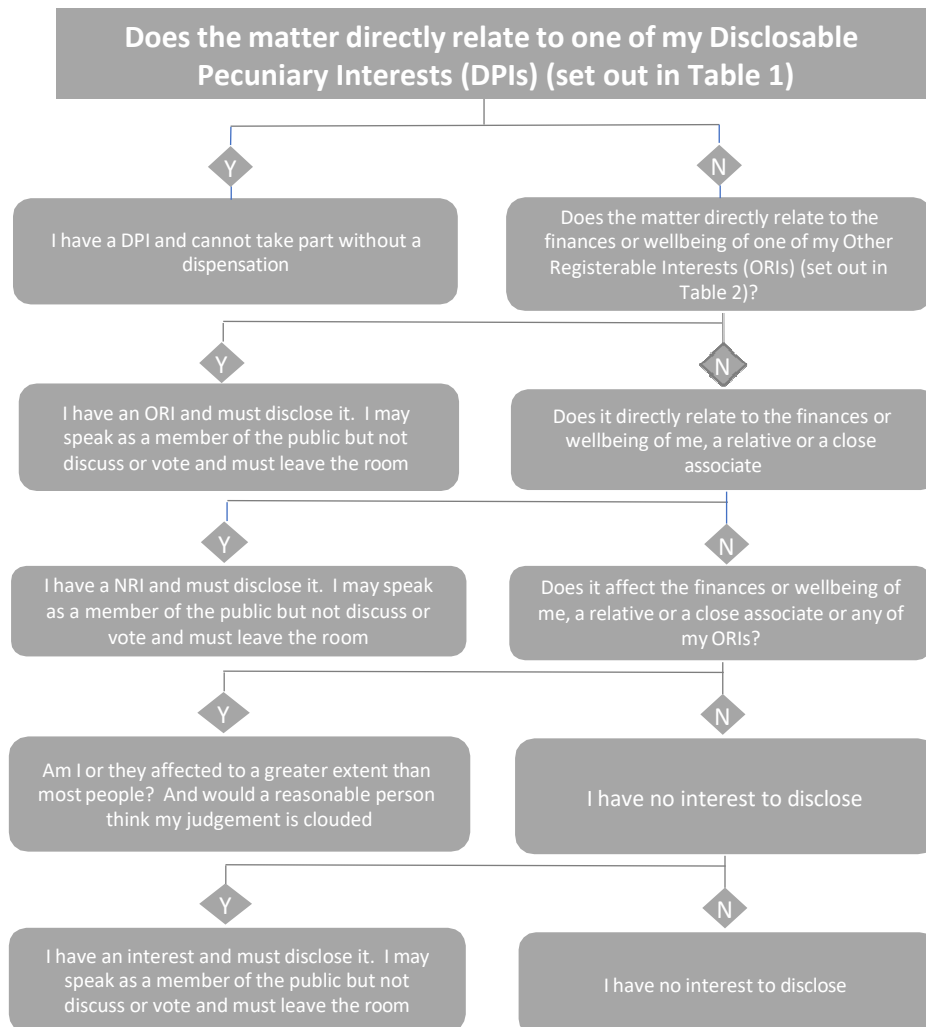 Does the matter directly relate to one of my Disclosable
Pecuniary Interests (DPIs) (set out in Table 1)
Y
N
I have a DPI and cannot take part without a
dispensation
Does the matter directly relate to the
finances or wellbeing of one of my Other
Registerable Interests (ORIs) (set out in
Table 2)?
Y
N
I have an ORI and must disclose it. I may
speak as a member of the public but not
discuss or vote and must leave the room
Does it directly relate to the finances or
wellbeing of me, a relative or a close
associate
Y
N
I have a NRI and must disclose it. I may speak
as a member of the public but not discuss or
vote and must leave the room
Does it affect the finances or wellbeing of
me, a relative or a close associate or any of
my ORIs?
Y
N
Am I or they affected to a greater extent than
most people? And would a reasonable person
think my judgement is clouded
I have no interest to disclose
Y
N
I have an interest and must disclose it. I may
speak as a member of the public but not
discuss or vote and must leave the room
I have no interest to disclose